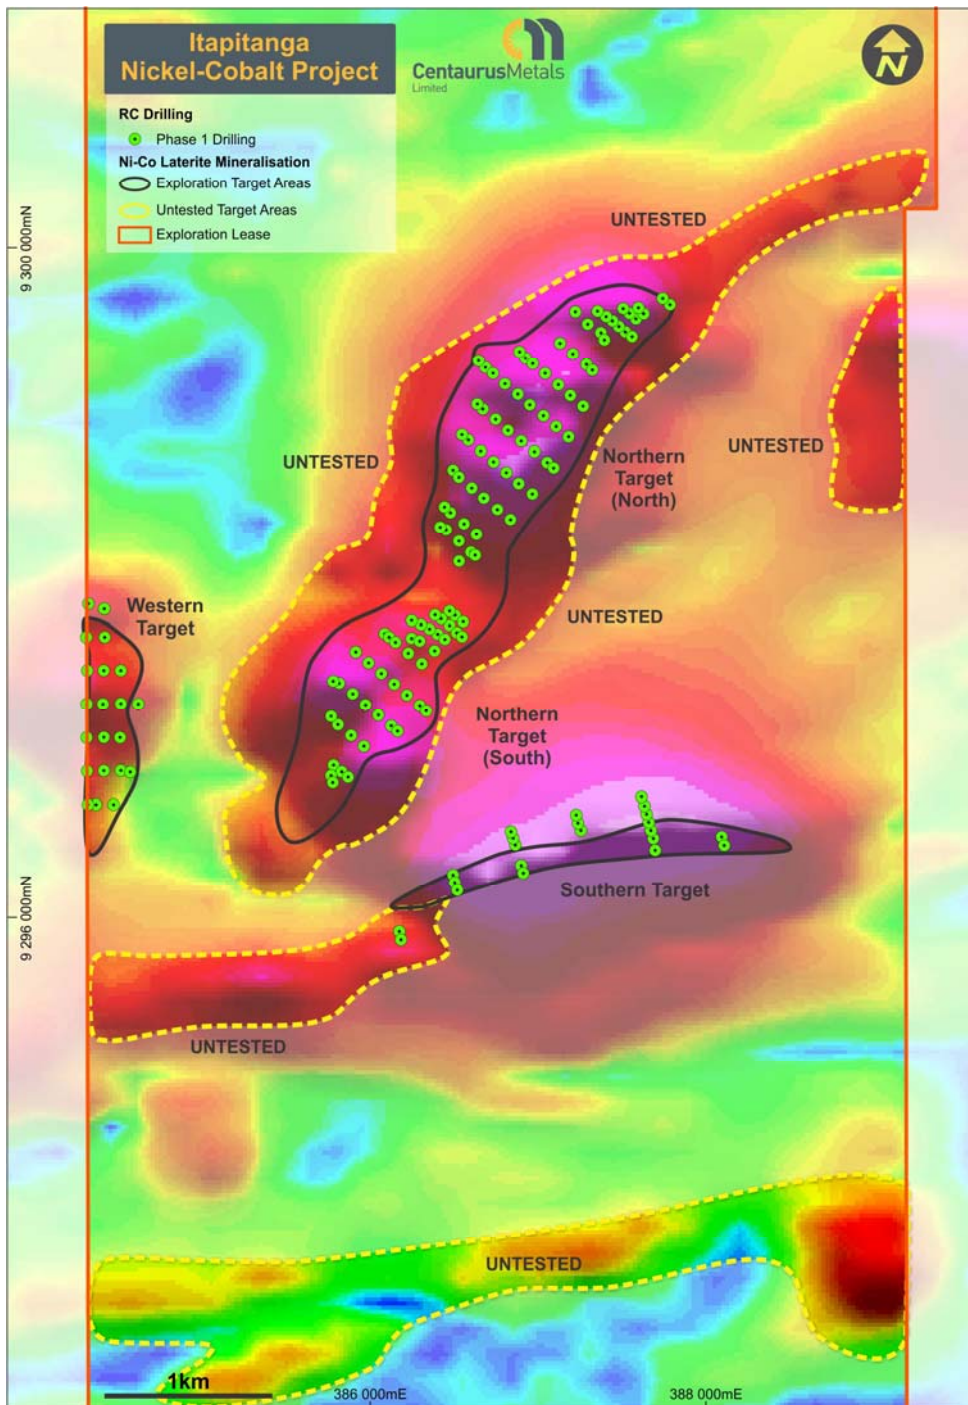 Itapitanga
Nickel-Cobalt Project
CentaurusMetals
Limited
N
RC Drilling
Phase 1 Drilling
Ni-Co Laterite Mineralisation
Exploration Target Areas
Untested Target Areas
Exploration Lease
9 300 000mN
UNTESTED
UNTESTED
UNTESTED
Northern
Target
(North)
Western
Target
UNTESTED
Northern
Target
(South)
Southern Target
9 296 000mN
UNTESTED
UNTESTED
1km
386 000mE
388 000mE